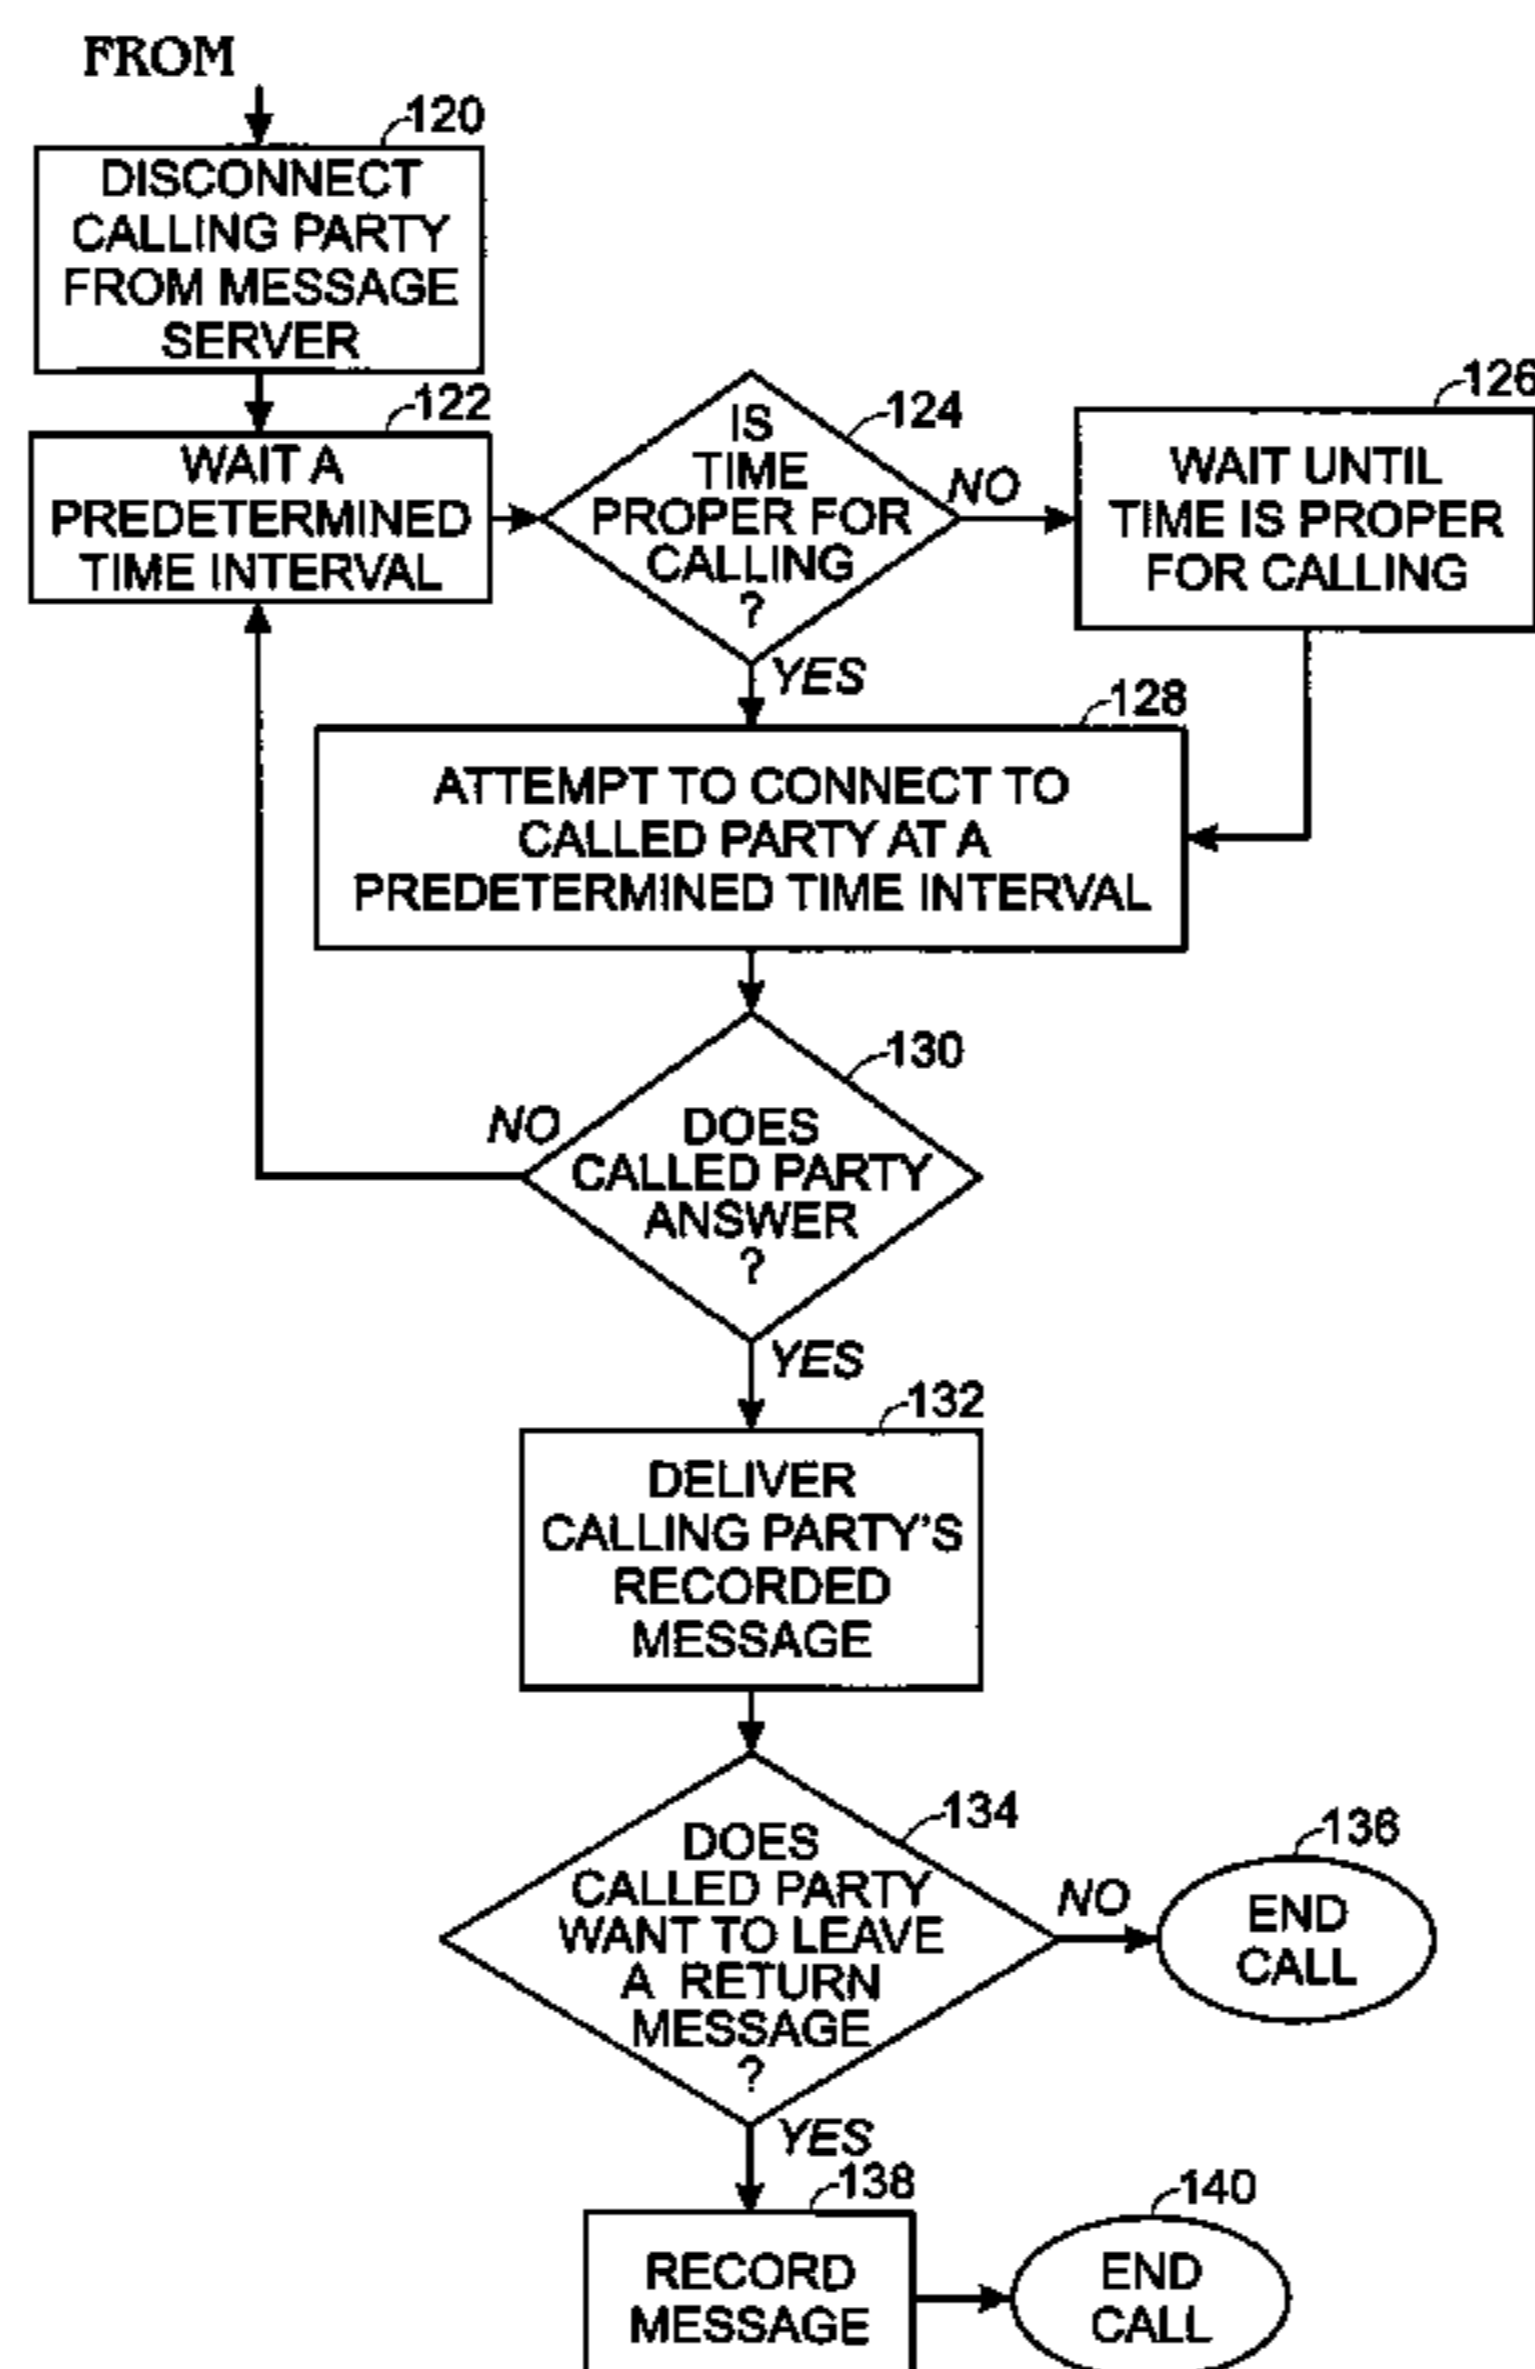 FROM
120
DISCONNECT
CALLING PARTY
FROM MESSAGE
SERVER
122
WAIT A
PREDETERMINED
TIME INTERVAL
124
IS
TIME
PROPER FOR
CALLING
?
NO
126
WAIT UNTIL
TIME IS PROPER
FOR CALLING
YES
128
ATTEMPT TO CONNECT TO
CALLED PARTY AT A
PREDETERMINED TIME INTERVAL
130
NO
DOES
CALLED PARTY
ANSWER
?
YES
132
DELIVER
CALLING PARTY'S
RECORDED
MESSAGE
134
DOES
CALLED PARTY
WANT TO LEAVE
A RETURN
MESSAGE
?
NO
136
END
CALL
YES
138
RECORD
MESSAGE
140
END
CALL